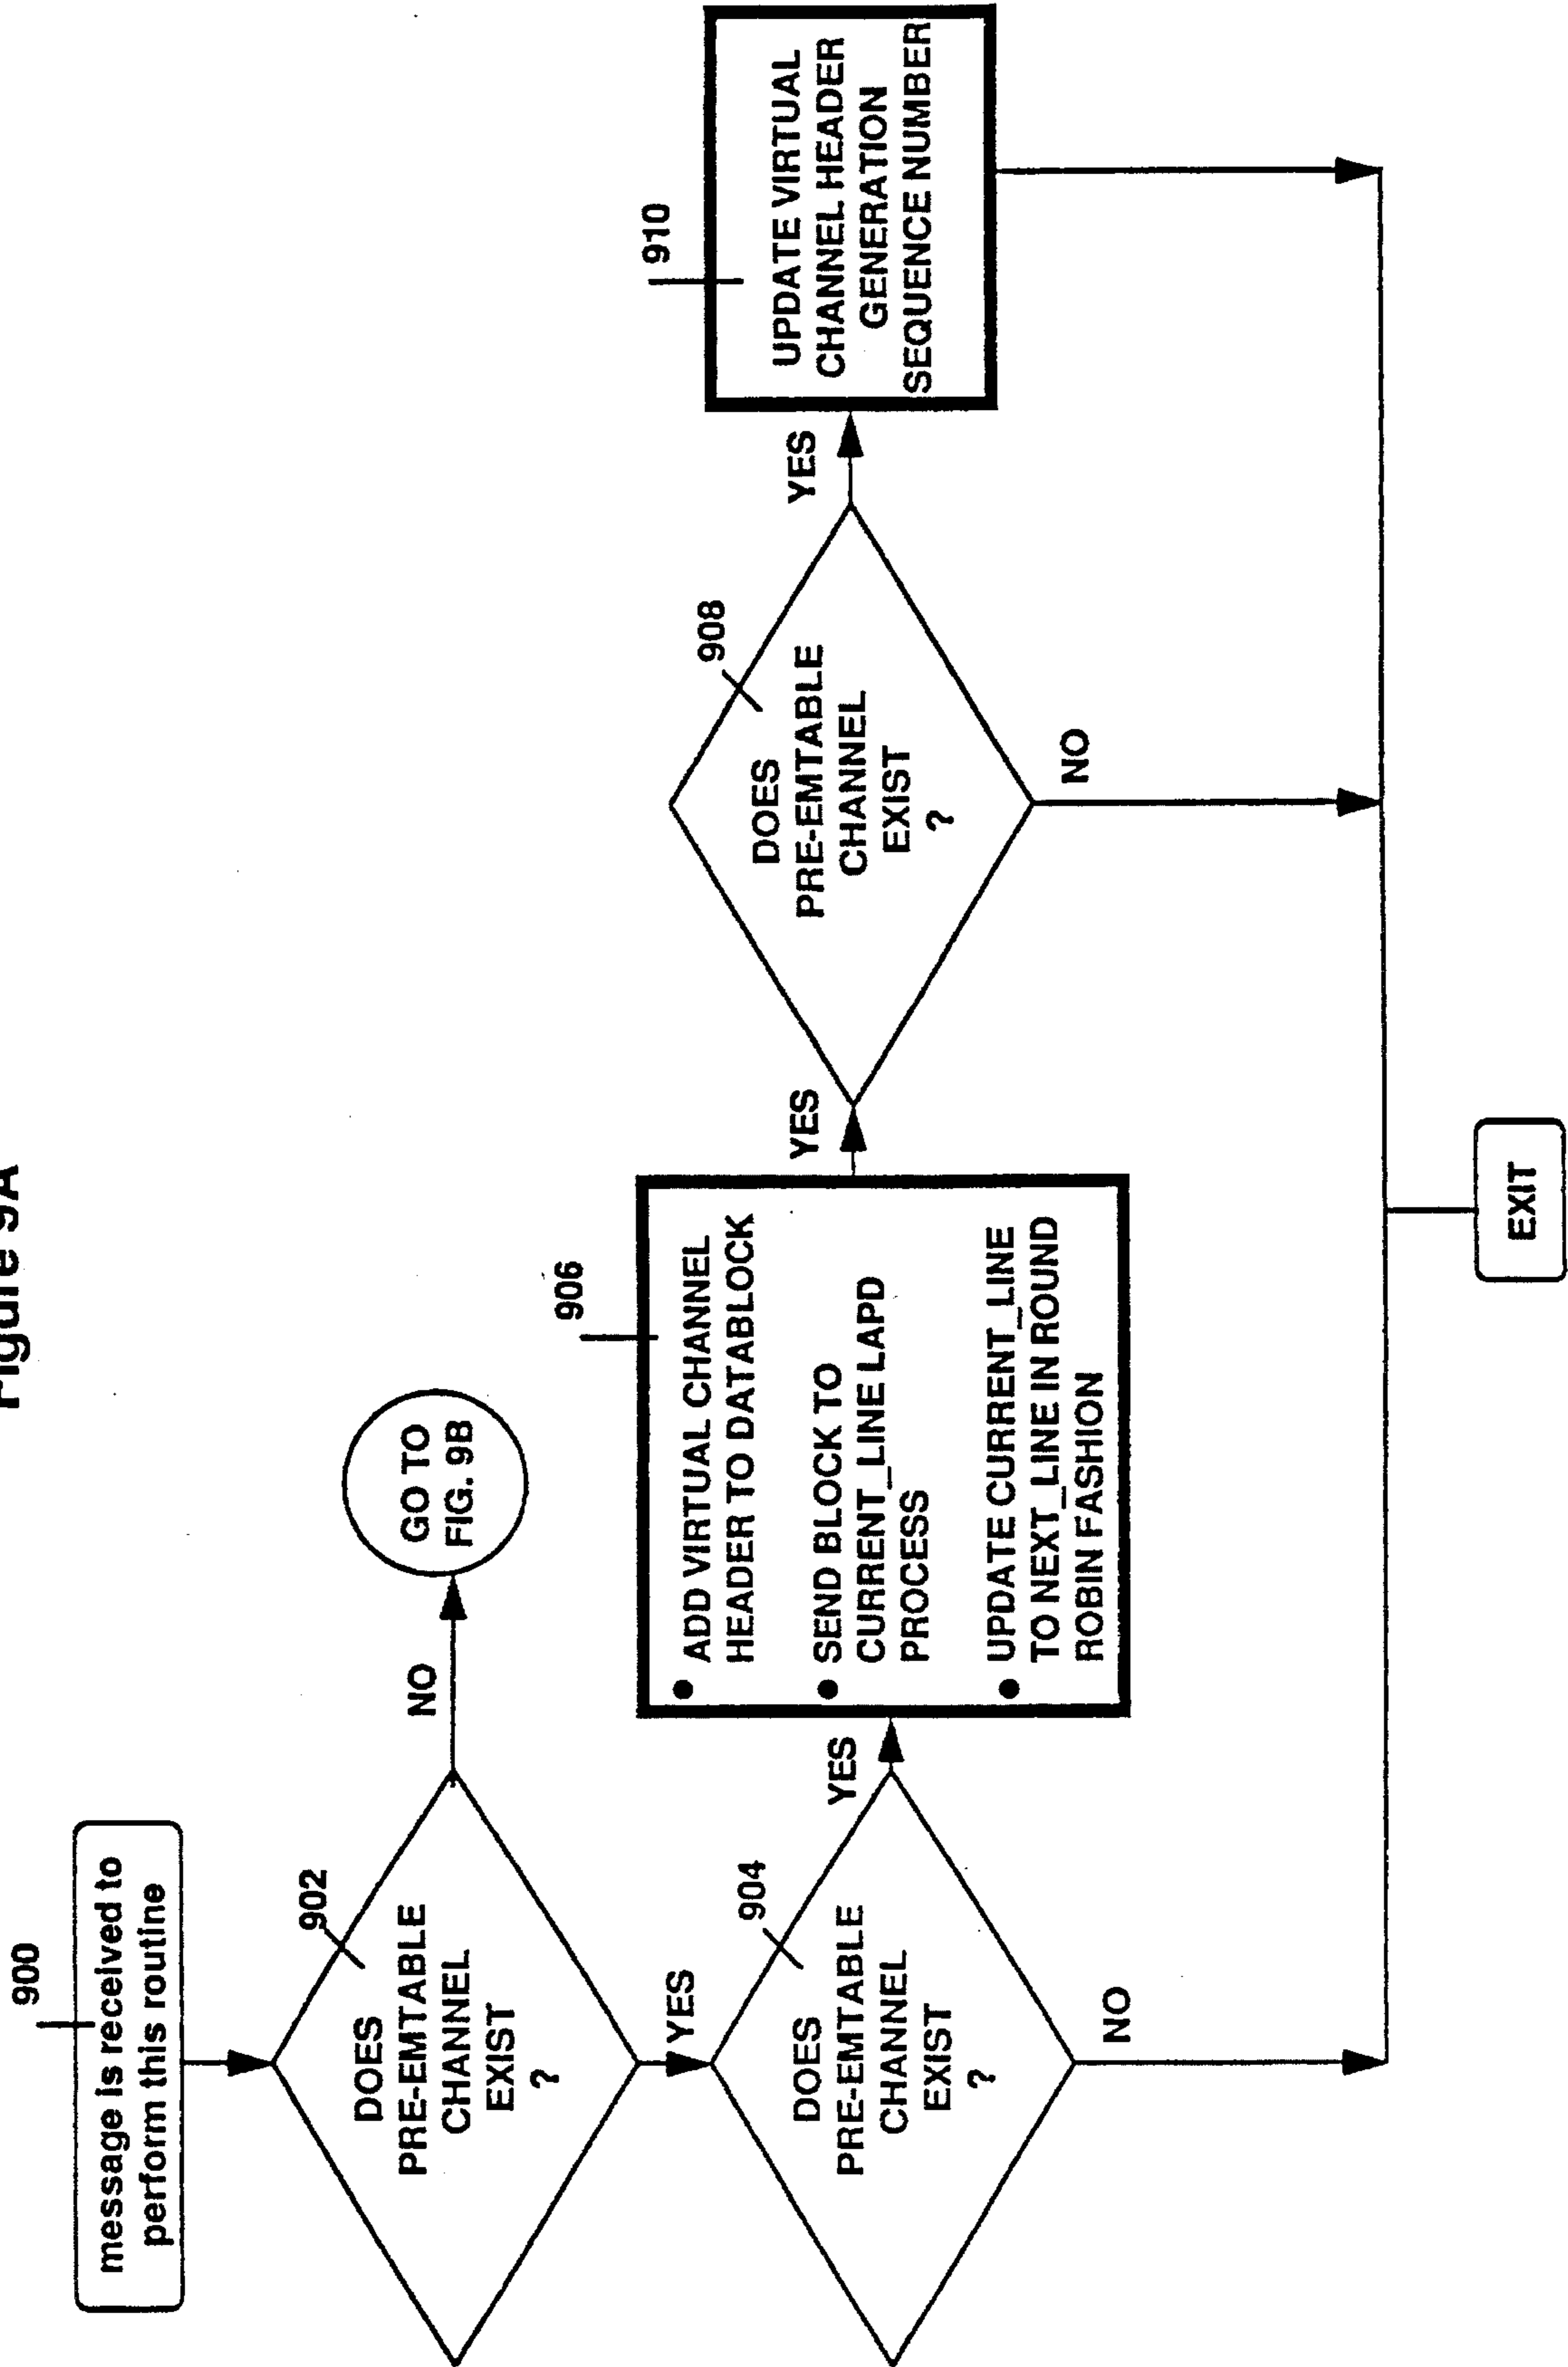 Figure 9A
900
message is received to
perform this routine
902
DOES
PRE-EMTABLE
CHANNEL
EXIST
?
NO
GO TO
FIG. 9B
YES
904
DOES
PRE-EMTABLE
CHANNEL
EXIST
?
NO
YES
906
● ADD VIRTUAL CHANNEL
HEADER TO DATABLOCK
● SEND BLOCK TO
CURRENT_LINE LAPD
PROCESS
● UPDATE CURRENT_LINE
TO NEXT_LINE IN ROUND
ROBIN FASHION
YES
908
DOES
PRE-EMTABLE
CHANNEL
EXIST
?
NO
YES
910
UPDATE VIRTUAL
CHANNEL HEADER
GENERATION
SEQUENCE NUMBER
EXIT